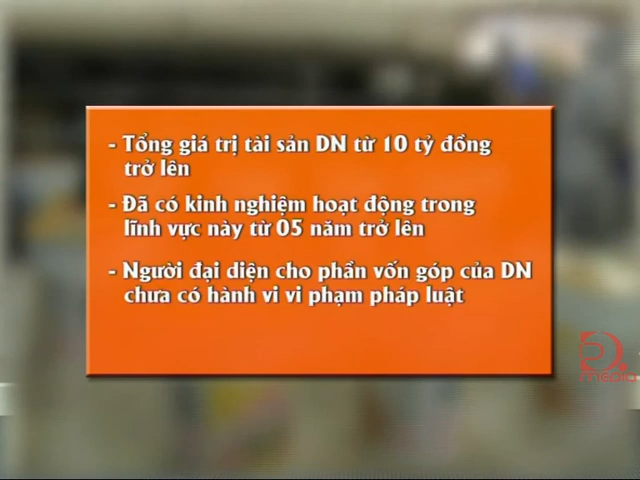 - Tổng giá trị tài sản DN từ 10 tỷ đồng
trở lên
- Đã có kinh nghiệm hoạt động trong
lĩnh vực này từ 05 năm trở lên
- Người đại diện cho phần vốn góp của DN
chưa có hành vi vi phạm pháp luật
media